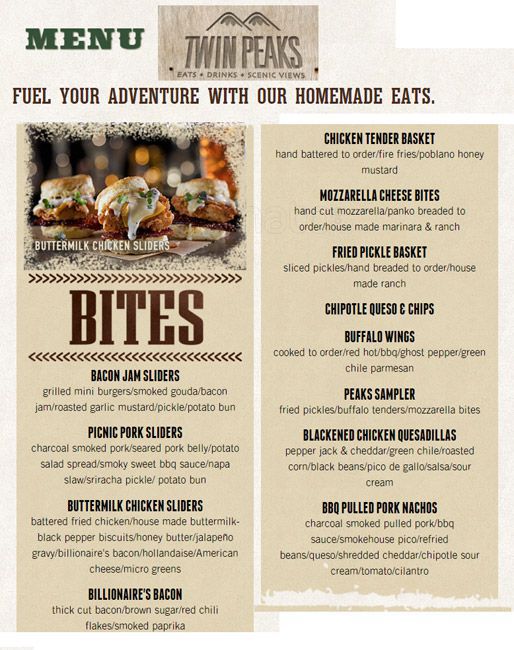 MENU
TWIN PEAKS
EATS • DRINKS • SCENIC VIEWS
FUEL YOUR ADVENTURE WITH OUR HOMEMADE EATS.
BUTTERMILK CHICKEN SLIDERS
BITES
BACON JAM SLIDERS
grilled mini burgers/smoked gouda/bacon
jam/roasted garlic mustard/pickle/potato bun
PICNIC PORK SLIDERS
charcoal smoked pork/seared pork belly/potato
salad spread/smoky sweet bbq sauce/napa
slaw/sriracha pickle/ potato bun
BUTTERMILK CHICKEN SLIDERS
battered fried chicken/house made buttermilk-
black pepper biscuits/honey butter/jalapeño
gravy/billionaire's bacon/hollandaise/American
cheese/micro greens
BILLIONAIRE'S BACON
thick cut bacon/brown sugar/red chili
flakes/smoked paprika
CHICKEN TENDER BASKET
hand battered to order/fire fries/poblano honey
mustard
MOZZARELLA CHEESE BITES
hand cut mozzarella/panko breaded to
order/house made marinara & ranch
FRIED PICKLE BASKET
sliced pickles/hand breaded to order/house
made ranch
CHIPOTLE QUESO & CHIPS
BUFFALO WINGS
cooked to order/red hot/bbq/ghost pepper/green
chile parmesan
PEAKS SAMPLER
fried pickles/buffalo tenders/mozzarella bites
BLACKENED CHICKEN QUESADILLAS
pepper jack & cheddar/green chile/roasted
corn/black beans/pico de gallo/salsa/sour
cream
BBQ PULLED PORK NACHOS
charcoal smoked pulled pork/bbq
sauce/smokehouse pico/refried
beans/queso/shredded cheddar/chipotle sour
cream/tomato/cilantro